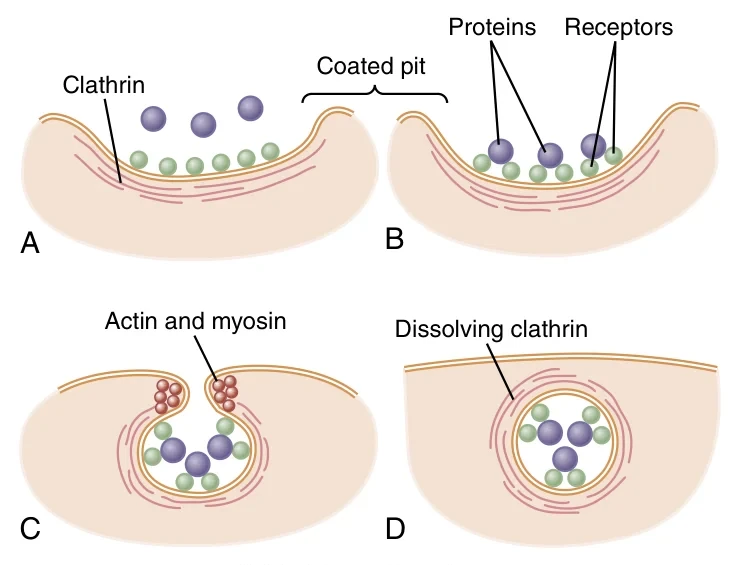 Proteins
Receptors
Coated pit
Clathrin
A
B
Actin and myosin
Dissolving clathrin
C
D